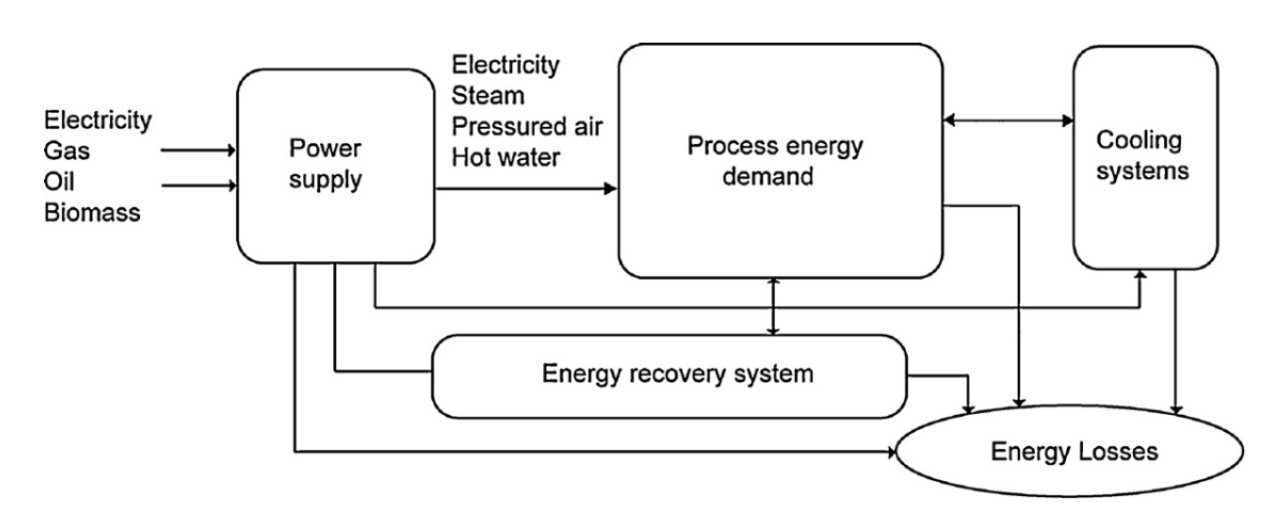 Electricity
Gas
Oil
Biomass
Power
supply
Electricity
Steam
Pressured air
Hot water
Process energy
demand
Cooling
systems
Energy recovery system
Energy Losses